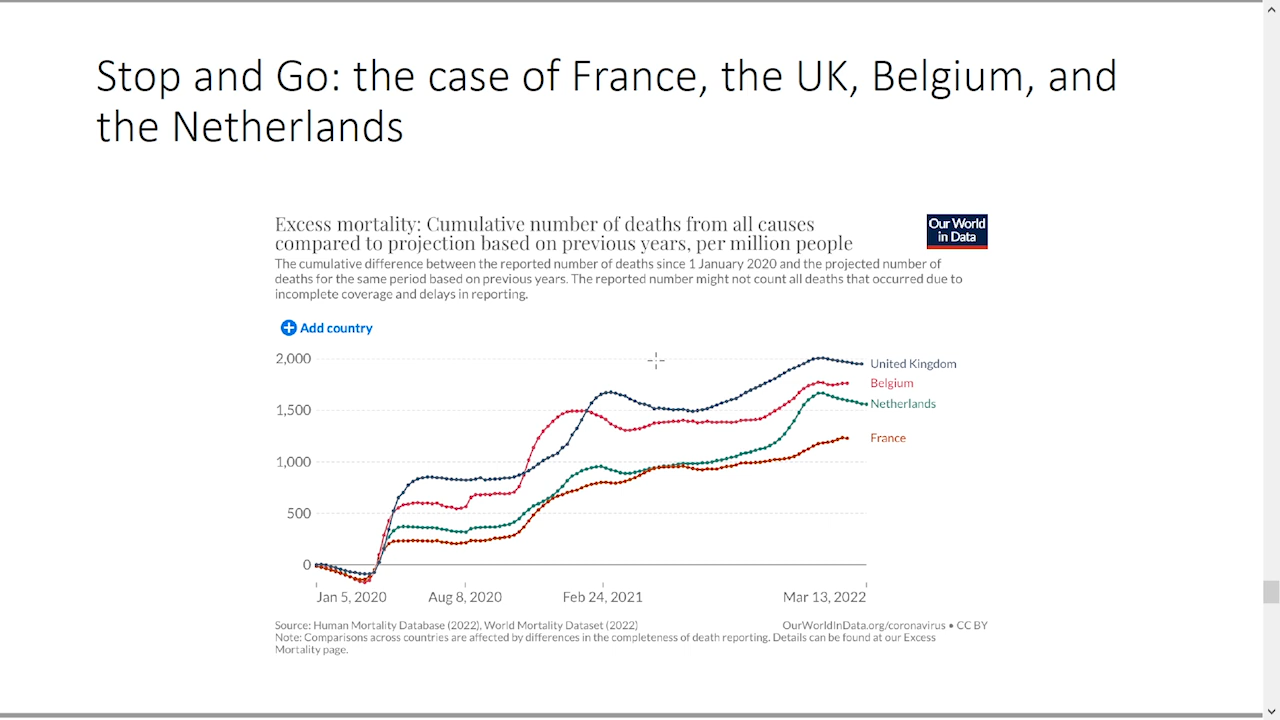 Stop and Go: the case of France, the UK, Belgium, and
the Netherlands
Excess mortality: Cumulative number of deaths from all causes
compared to projection based on previous years, per million people
Our World
in Data
The cumulative difference between the reported number of deaths since 1 January 2020 and the projected number of
deaths for the same period based on previous years. The reported number might not count all deaths that occurred due to
incomplete coverage and delays in reporting.
Add country
2,000
United Kingdom
Belgium
Netherlands
1,500
France
1,000
500
0
Jan 5, 2020
Aug 8, 2020
Feb 24, 2021
Mar 13, 2022
Source: Human Mortality Database (2022), World Mortality Dataset (2022)
OurWorldInData.org/coronavirus • CC BY
Note: Comparisons across countries are affected by differences in the completeness of death reporting. Details can be found at our Excess
Mortality page.